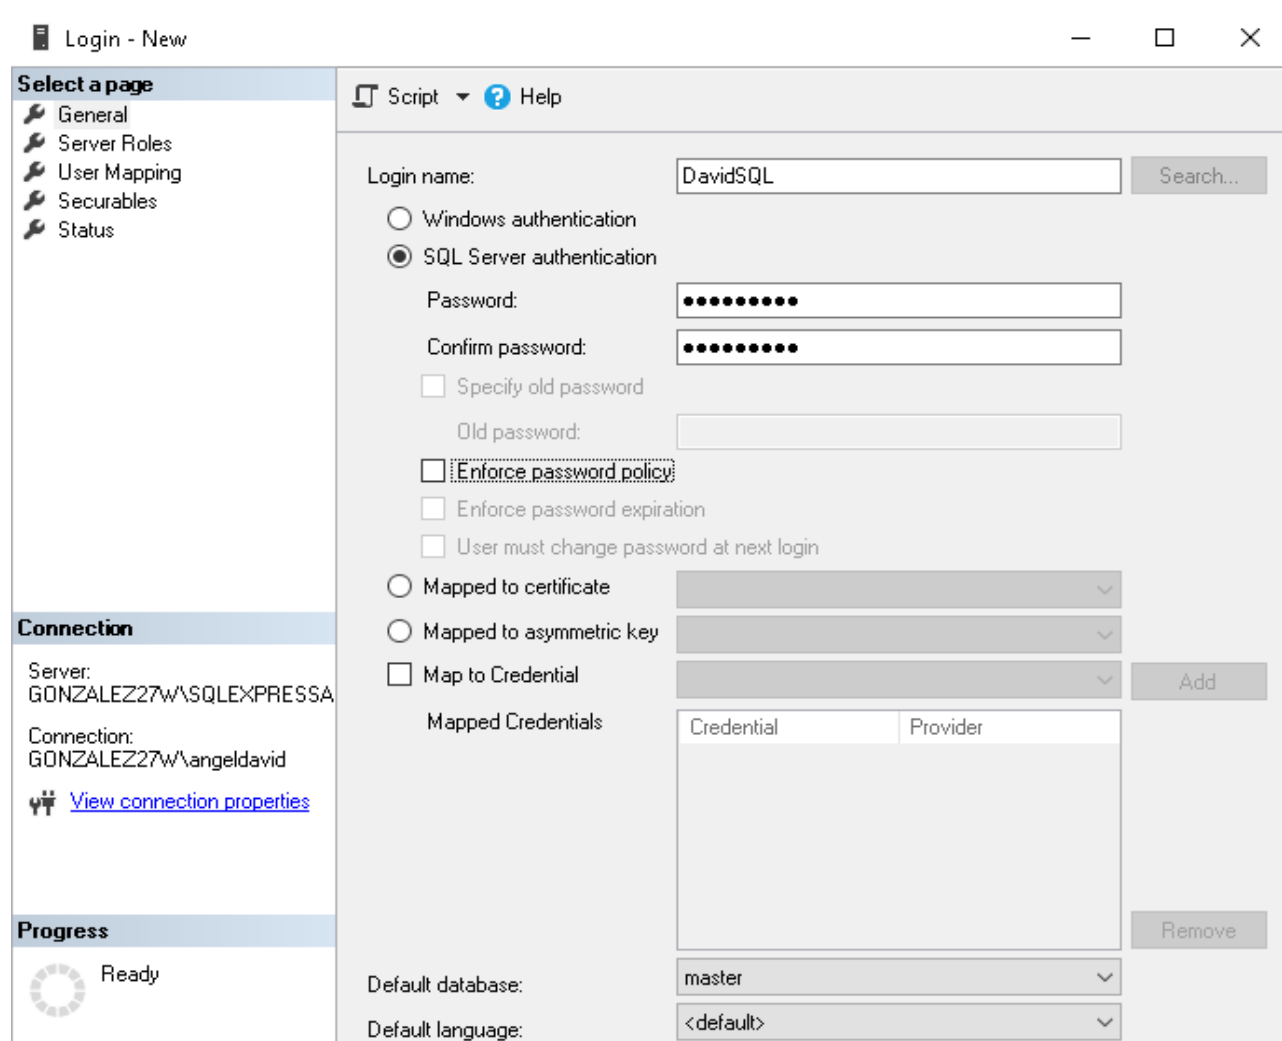 Login - New
Select a page
General
Server Roles
User Mapping
Securables
Status
Script
Help
Login name:
DavidSQL
Search...
Windows authentication
SQL Server authentication
Password:
●●●●●●●●●
Confirm password:
●●●●●●●●●
Specify old password
Old password:
Enforce password policy
Enforce password expiration
User must change password at next login
Mapped to certificate
Mapped to asymmetric key
Map to Credential
Add
Mapped Credentials
Credential
Provider
Remove
Default database:
master
Default language:
<default>
Connection
Server:
GONZALEZ27W\SQLEXPRESSA
Connection:
GONZALEZ27W\angeldavid
View connection properties
Progress
Ready